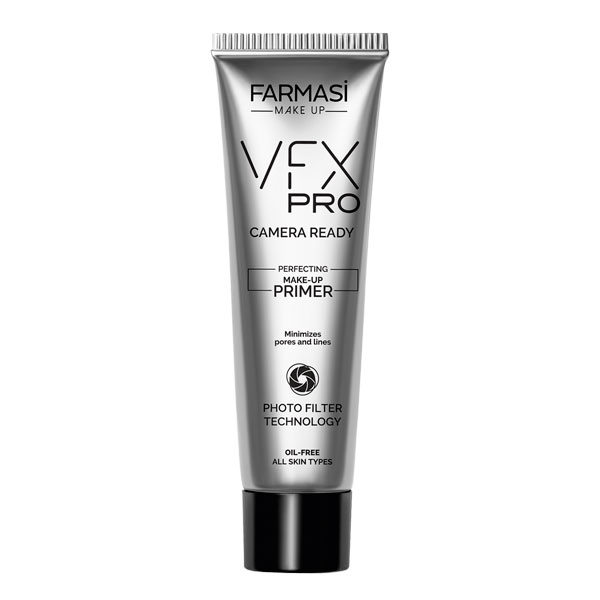 FARMASİ
MAKE UP
VFX
PRO
CAMERA READY
PERFECTING
MAKE-UP
PRIMER
Minimizes
pores and lines
PHOTO FILTER
TECHNOLOGY
OIL-FREE
ALL SKIN TYPES